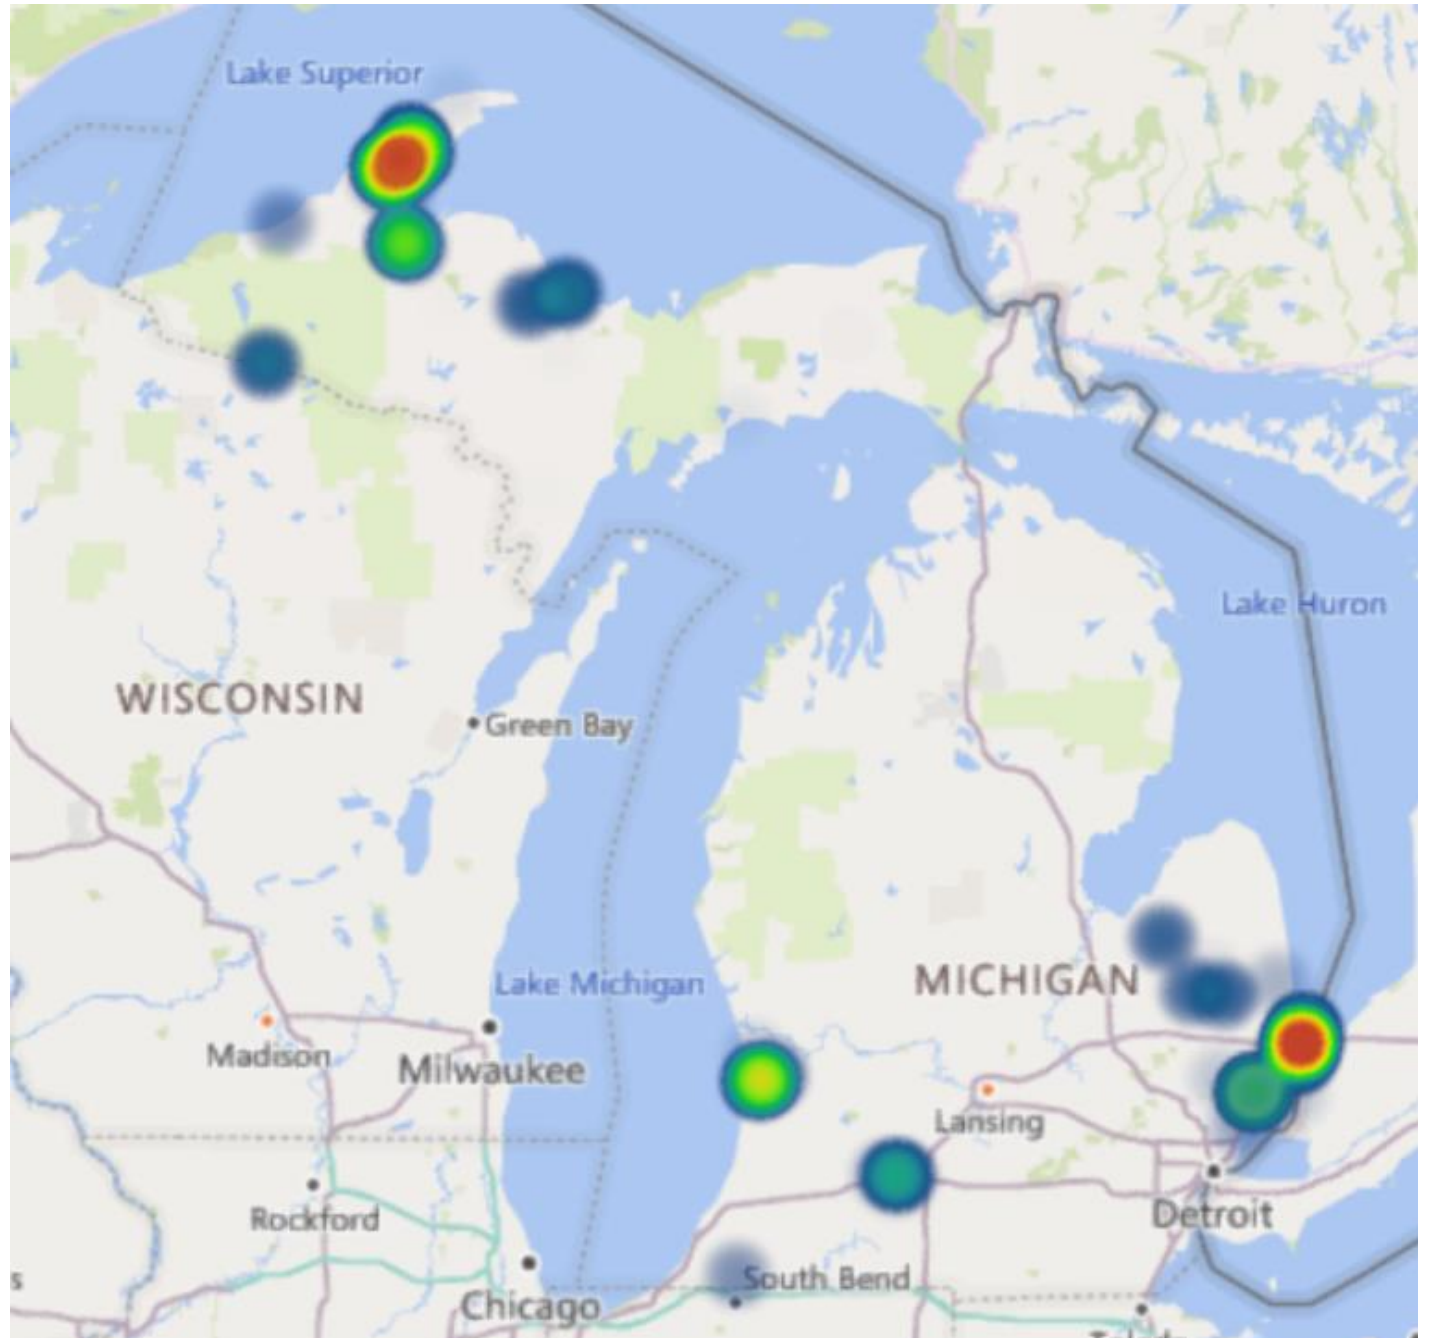 Lake Superior
Lake Huron
WISCONSIN
Green Bay
MICHIGAN
Lake Michigan
Madison
Milwaukee
Lansing
Detroit
Rockford
South Bend
s
Chicago